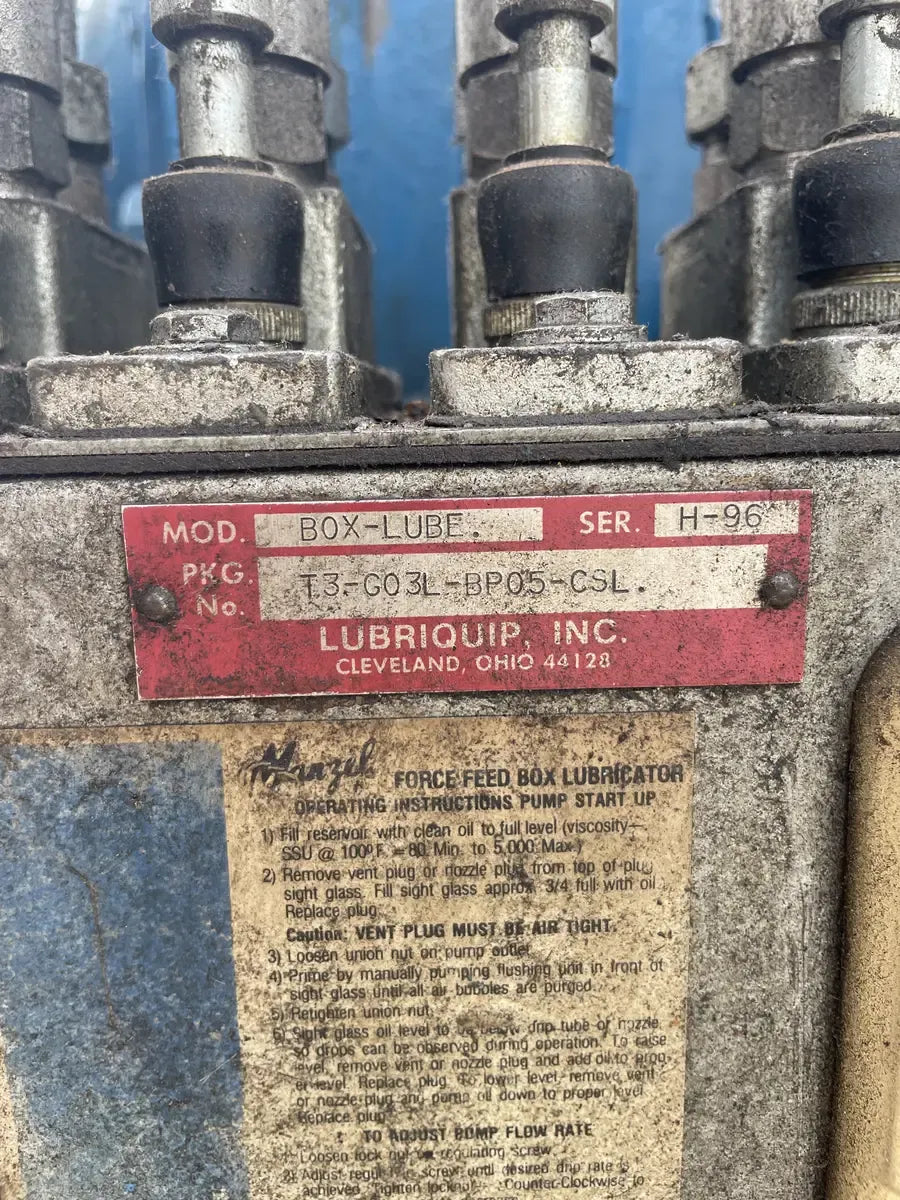 MOD. BOX-LUBE. SER. H-96
PKG. No. T3-G03L-BP05-CSL.
LUBRIQUIP, INC.
CLEVELAND, OHIO 44128
Manzel FORCE FEED BOX LUBRICATOR
OPERATING INSTRUCTIONS PUMP START UP
1) Fill reservoir with clean oil to full level (viscosity–
SSU @ 100°F = 80 Min. to 5,000 Max.)
2) Remove vent plug or nozzle plug from top of plug
sight glass. Fill sight glass approx. 3/4 full with oil.
Replace plug.
Caution: VENT PLUG MUST BE AIR TIGHT.
3) Loosen union nut on pump outlet.
4) Prime by manually pumping flushing unit in front of
sight glass until all air bubbles are purged.
5) Retighten union nut.
6) Sight glass oil level to be below drip tube or nozzle
so drops can be observed during operation. To raise
level, remove vent or nozzle plug and add oil to prop-
er level. Replace plug. To lower level, remove vent
or nozzle plug and pump oil down to proper level.
Replace plug.
TO ADJUST PUMP FLOW RATE
1) Loosen lock nut on regulating screw.
2) Adjust screw until desired drip rate is
achieved. Tighten locknut. Counter-Clockwise to